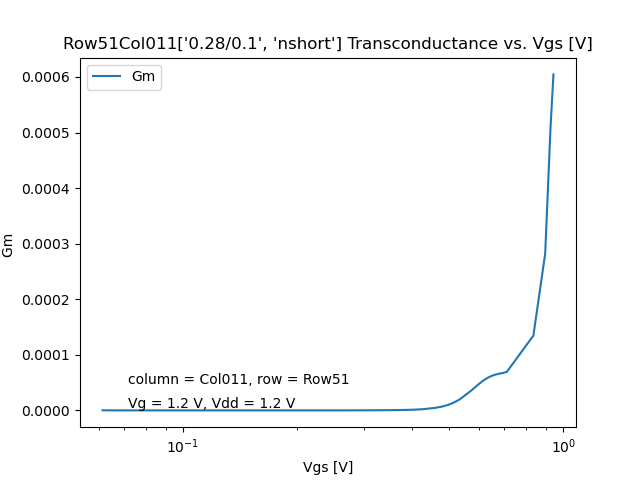 Row51Col011['0.28/0.1', 'nshort'] Transconductance vs. Vgs [V]
Gm
0.0006
0.0005
0.0004
0.0003
0.0002
0.0001
0.0000
Gm
column = Col011, row = Row51
Vg = 1.2 V, Vdd = 1.2 V
10⁻¹
10⁰
Vgs [V]